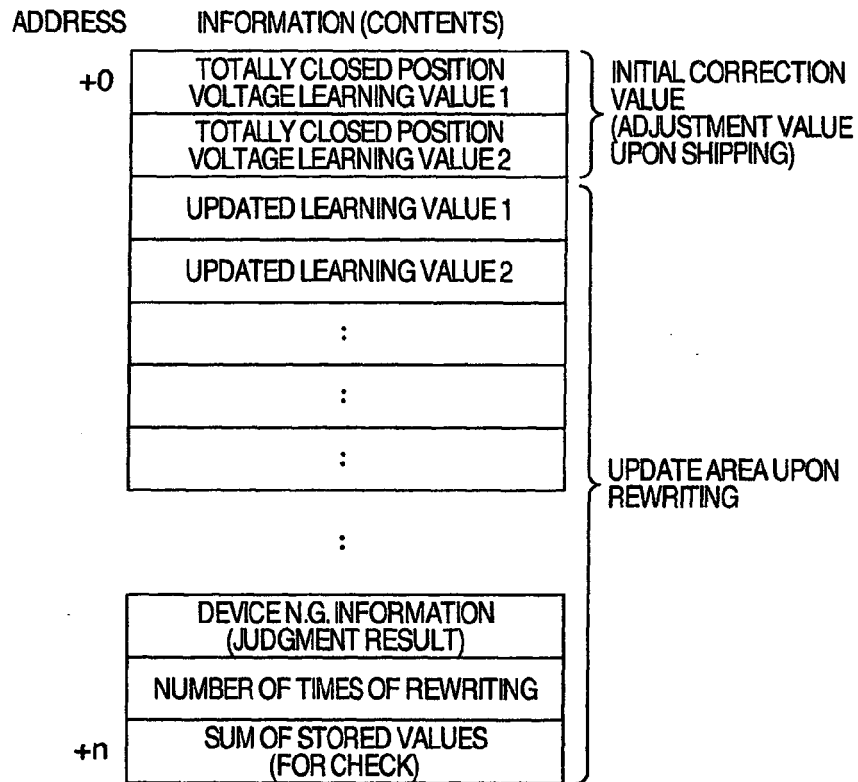 ADDRESS INFORMATION (CONTENTS)
+0 TOTALLY CLOSED POSITION
VOLTAGE LEARNING VALUE 1
TOTALLY CLOSED POSITION
VOLTAGE LEARNING VALUE 2
INITIAL CORRECTION
VALUE
(ADJUSTMENT VALUE
UPON SHIPPING)
UPDATED LEARNING VALUE 1
UPDATED LEARNING VALUE 2
:
:
:
:
UPDATE AREA UPON
REWRITING
DEVICE N.G. INFORMATION
(JUDGMENT RESULT)
NUMBER OF TIMES OF REWRITING
+n SUM OF STORED VALUES
(FOR CHECK)